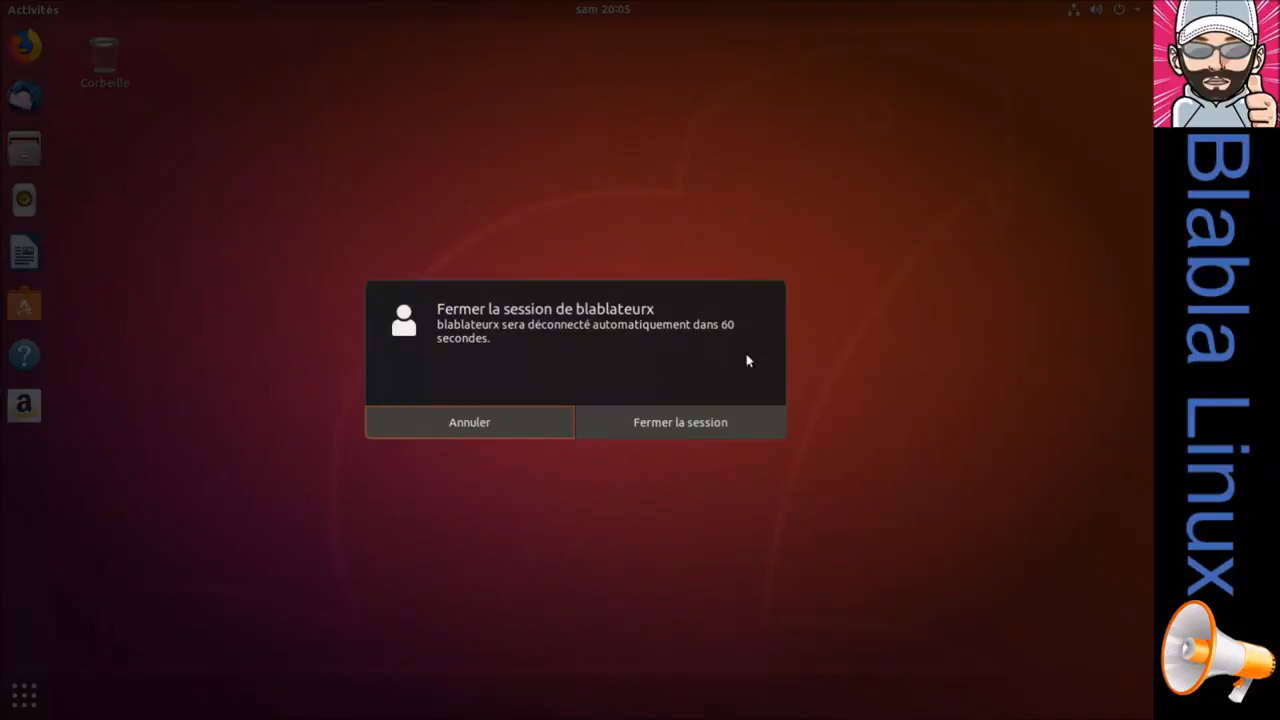 Activités
sam 20:05
Corbeille
Fermer la session de blablateurx
blablateurx sera déconnecté automatiquement dans 60
secondes.
Annuler
Fermer la session
Blabla Linux